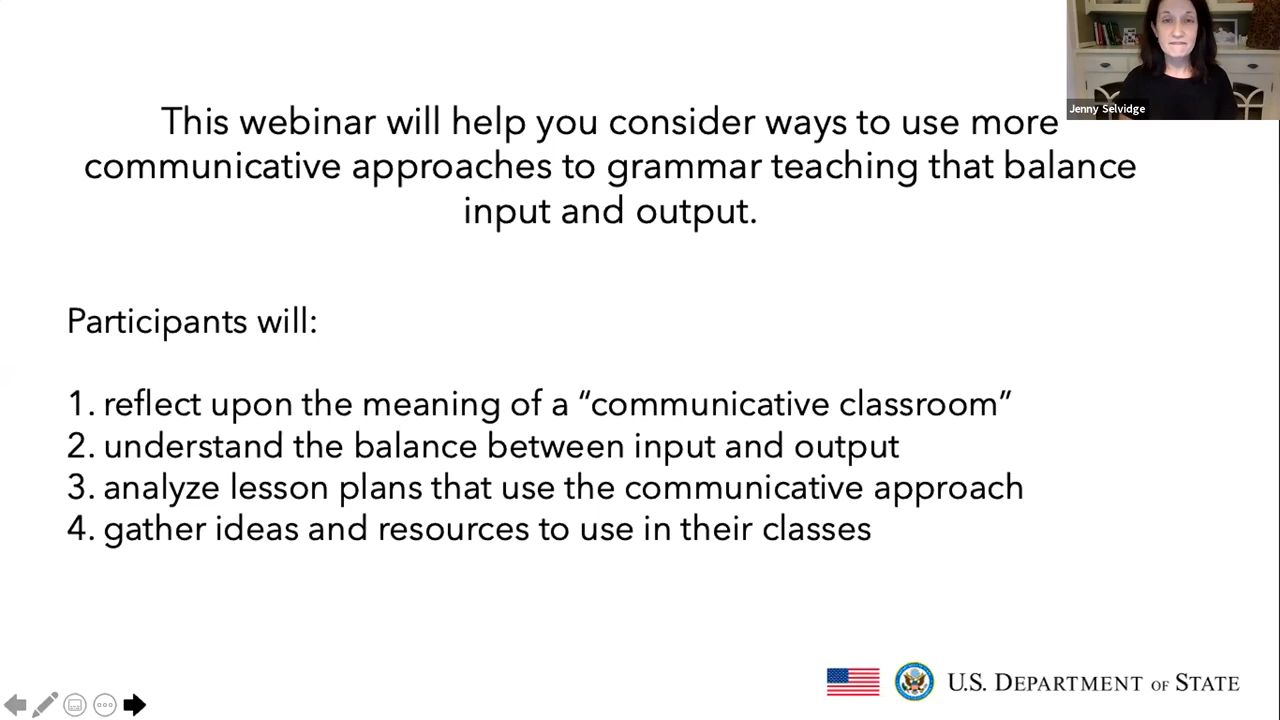 This webinar will help you consider ways to use more
communicative approaches to grammar teaching that balance
input and output.
Jenny Selvidge
Participants will:
1. reflect upon the meaning of a “communicative classroom”
2. understand the balance between input and output
3. analyze lesson plans that use the communicative approach
4. gather ideas and resources to use in their classes
U.S. DEPARTMENT OF STATE